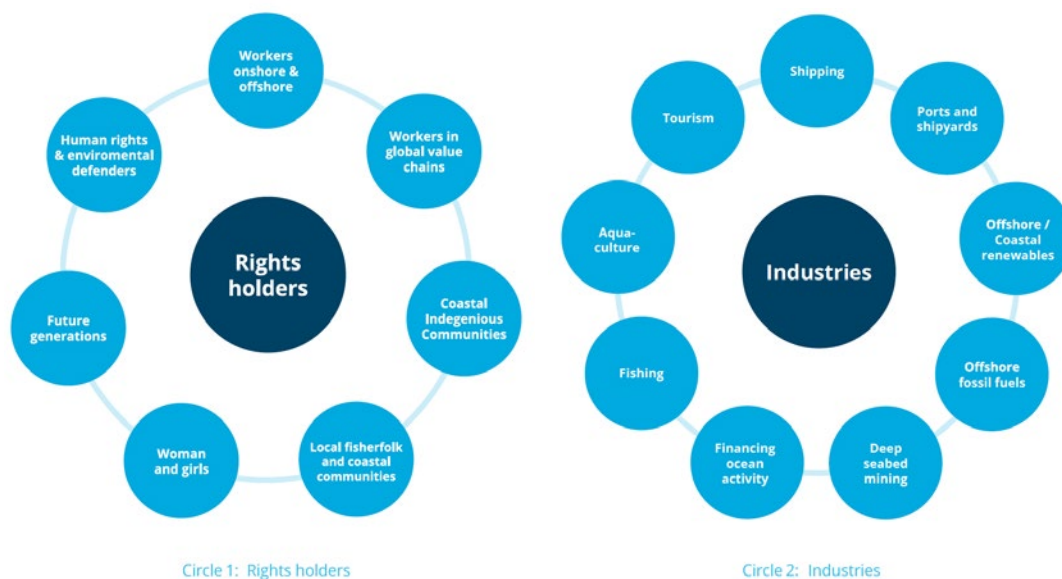 Workers
onshore &
offshore
Workers in
global value
chains
Coastal
Indegenious
Communities
Local fisherfolk
and coastal
communities
Woman
and girls
Future
generations
Human rights
& enviromental
defenders
Rights
holders
Circle 1: Rights holders
Shipping
Ports and
shipyards
Offshore /
Coastal
renewables
Offshore
fossil fuels
Deep
seabed
mining
Financing
ocean
activity
Fishing
Aqua-
culture
Tourism
Industries
Circle 2: Industries